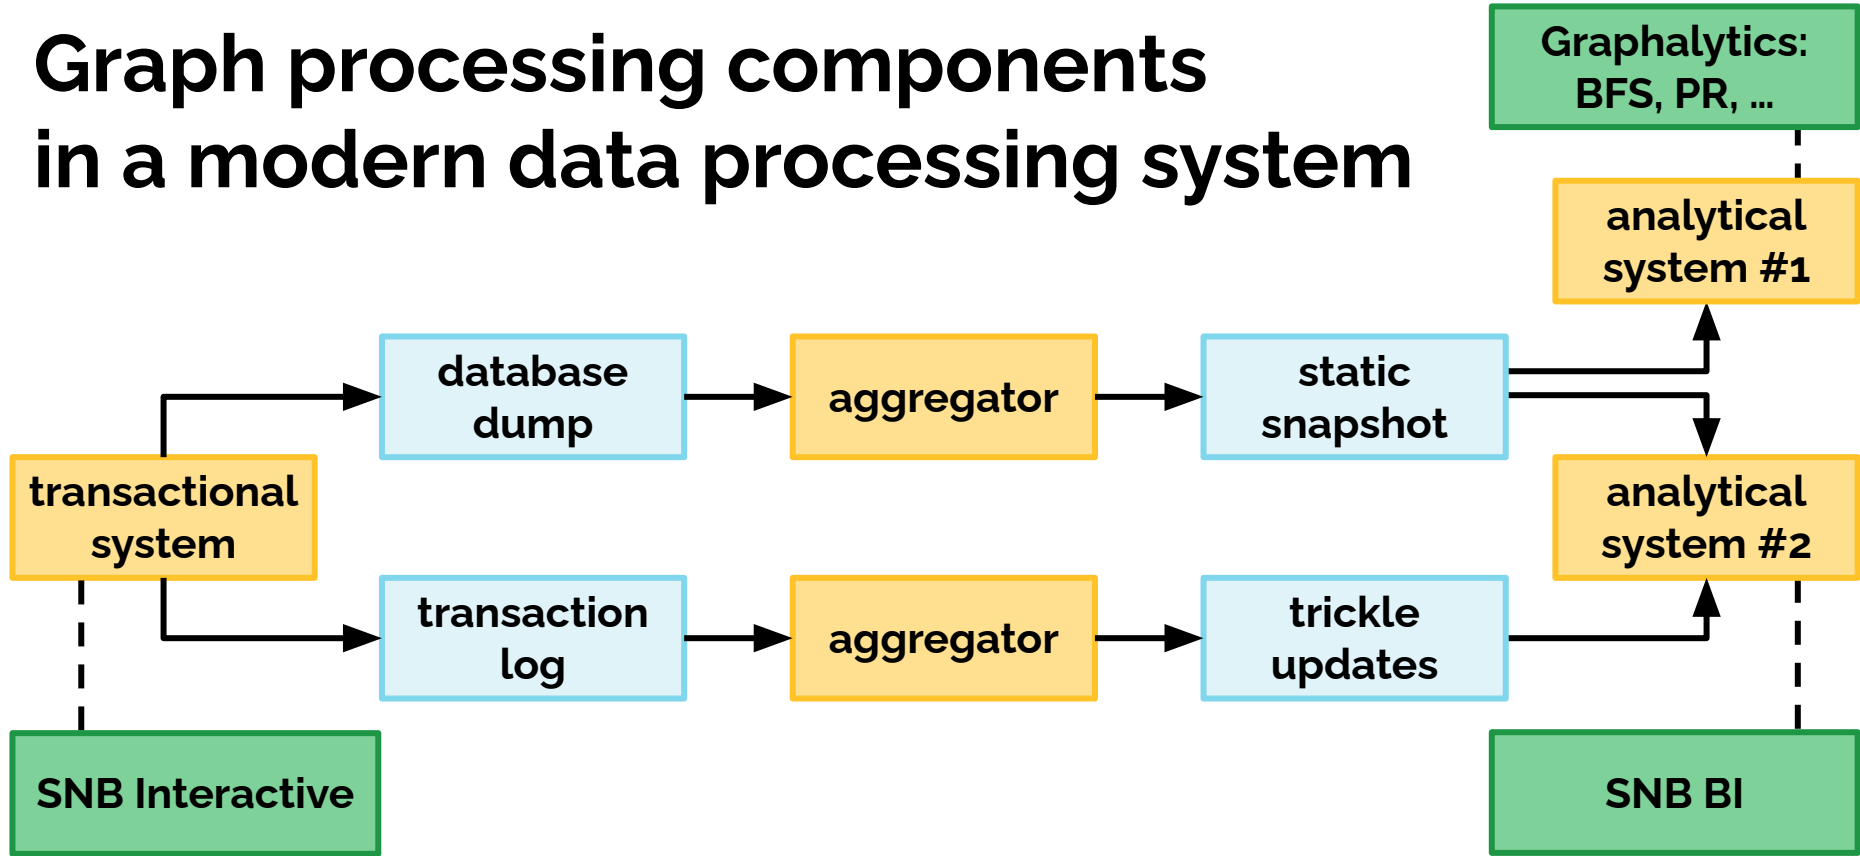 Graph processing components
in a modern data processing system
Graphalytics:
BFS, PR, ...
analytical
system #1
database
dump
aggregator
static
snapshot
transactional
system
analytical
system #2
transaction
log
aggregator
trickle
updates
SNB Interactive
SNB BI